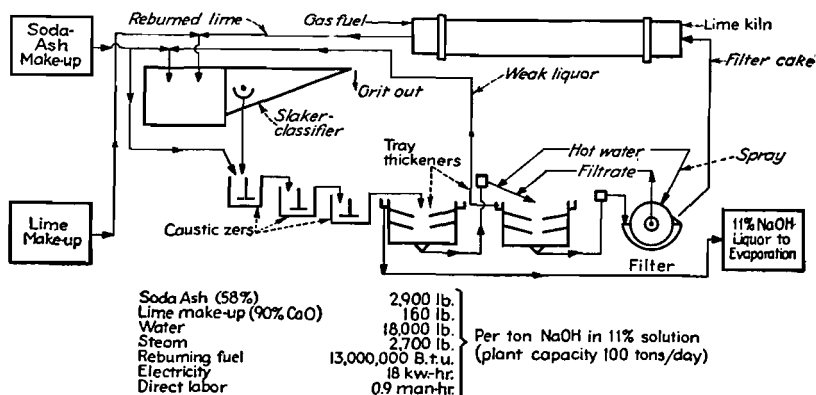 Soda-
Ash
Make-up
Reburned lime
Gas fuel
Lime kiln
Filter cake
Weak liquor
Grit out
Slaker-
classifier
Tray
thickeners
Hot water
Filtrate
Spray
Lime
Make-up
Caustic zers
Filter
11% NaOH
Liquor to
Evaporation
Soda Ash (58%) 2,900 lb.
Lime make-up (90% CaO) 160 lb.
Water 18,000 lb.
Steam 2,700 lb.
Reburning fuel 13,000,000 B.t.u.
Electricity 18 kw-hr.
Direct labor 0.9 man-hr.
Per ton NaOH in 11% solution
(plant capacity 100 tons/day)